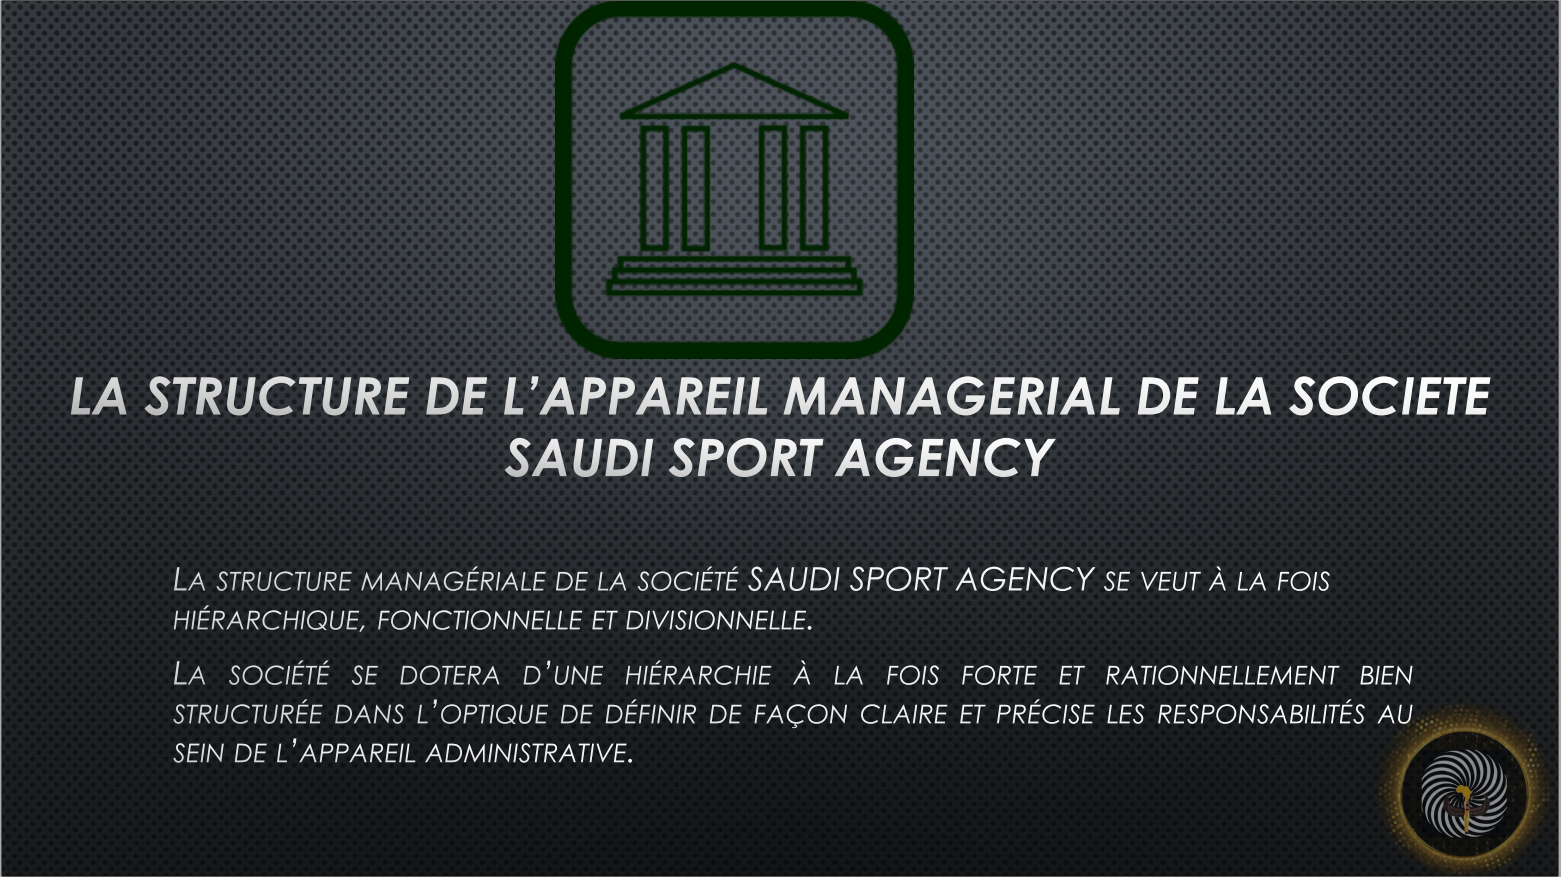 LA STRUCTURE DE L’APPAREIL MANAGERIAL DE LA SOCIETE
SAUDI SPORT AGENCY
LA STRUCTURE MANAGÉRIALE DE LA SOCIÉTÉ SAUDI SPORT AGENCY SE VEUT À LA FOIS
HIÉRARCHIQUE, FONCTIONNELLE ET DIVISIONNELLE.
LA SOCIÉTÉ SE DOTERA D’UNE HIÉRARCHIE À LA FOIS FORTE ET RATIONNELLEMENT BIEN
STRUCTURÉE DANS L’OPTIQUE DE DÉFINIR DE FAÇON CLAIRE ET PRÉCISE LES RESPONSABILITÉS AU
SEIN DE L’APPAREIL ADMINISTRATIVE.